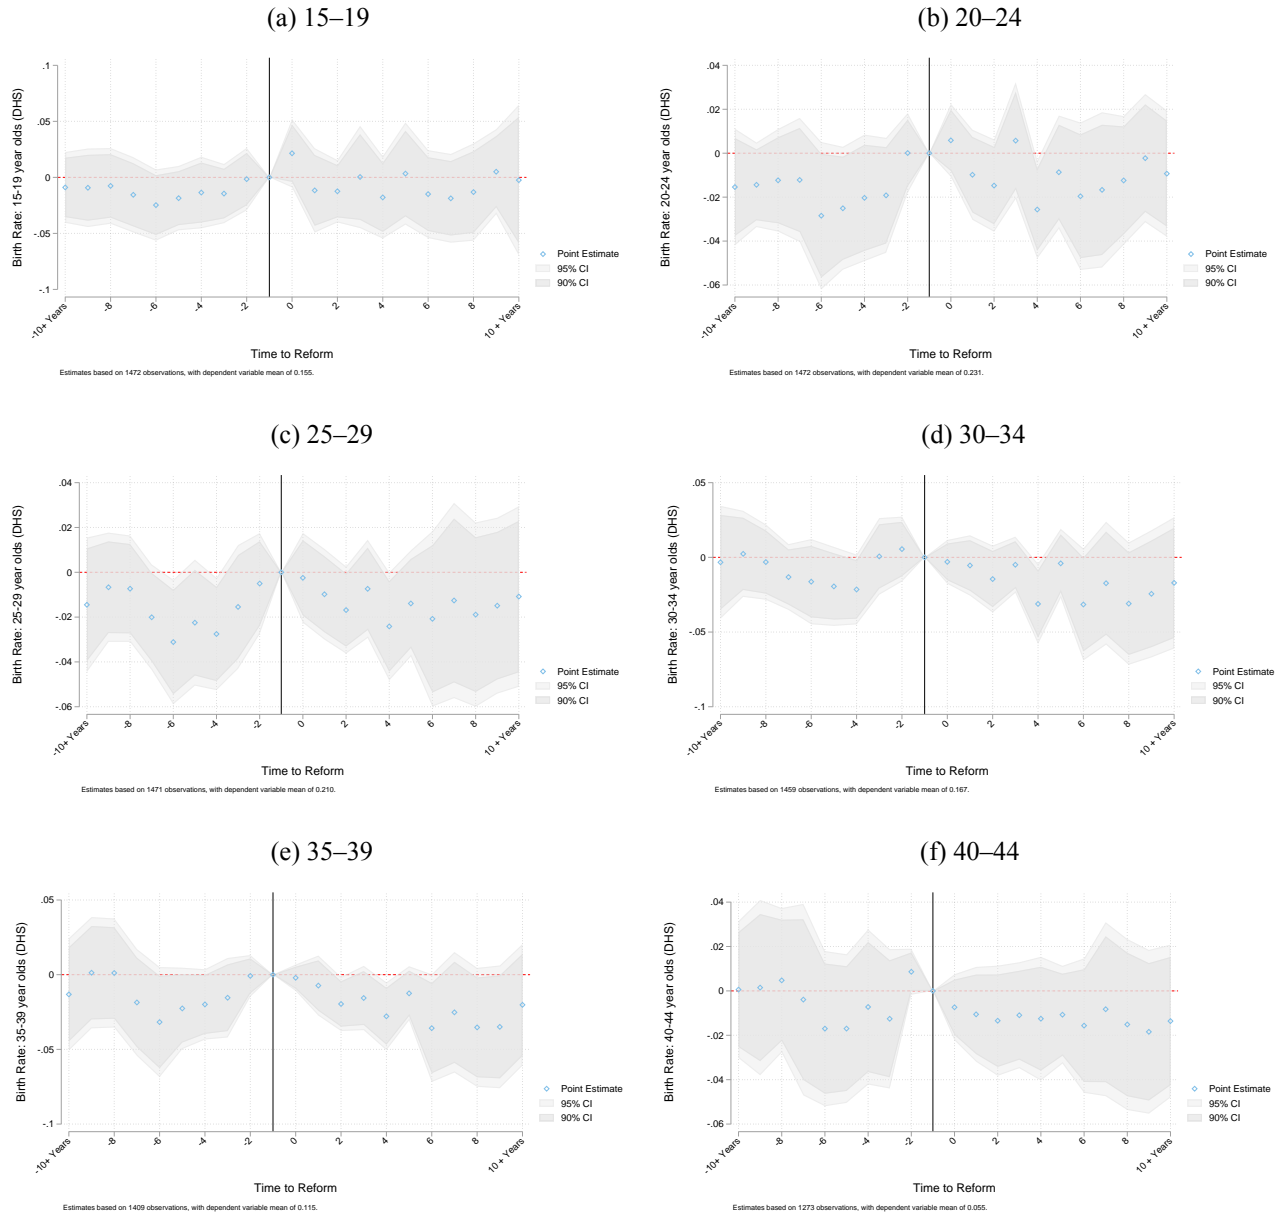 (a) 15–19
Birth Rate: 15-19 year olds (DHS)
.1
.05
0
-.05
-.1
-10+ Years
-8
-6
-4
-2
0
2
4
6
8
10 + Years
Time to Reform
Point Estimate
95% CI
90% CI
Estimates based on 1472 observations, with dependent variable mean of 0.155.
(b) 20–24
Birth Rate: 20-24 year olds (DHS)
.04
.02
0
-.02
-.04
-.06
-10+ Years
-8
-6
-4
-2
0
2
4
6
8
10 + Years
Time to Reform
Point Estimate
95% CI
90% CI
Estimates based on 1472 observations, with dependent variable mean of 0.231.
(c) 25–29
Birth Rate: 25-29 year olds (DHS)
.04
.02
0
-.02
-.04
-.06
-10+ Years
-8
-6
-4
-2
0
2
4
6
8
10 + Years
Time to Reform
Point Estimate
95% CI
90% CI
Estimates based on 1471 observations, with dependent variable mean of 0.210.
(d) 30–34
Birth Rate: 30-34 year olds (DHS)
.05
0
-.05
-.1
-10+ Years
-8
-6
-4
-2
0
2
4
6
8
10 + Years
Time to Reform
Point Estimate
95% CI
90% CI
Estimates based on 1459 observations, with dependent variable mean of 0.167.
(e) 35–39
Birth Rate: 35-39 year olds (DHS)
.05
0
-.05
-.1
-10+ Years
-8
-6
-4
-2
0
2
4
6
8
10 + Years
Time to Reform
Point Estimate
95% CI
90% CI
Estimates based on 1409 observations, with dependent variable mean of 0.115.
(f) 40–44
Birth Rate: 40-44 year olds (DHS)
.04
.02
0
-.02
-.04
-.06
-10+ Years
-8
-6
-4
-2
0
2
4
6
8
10 + Years
Time to Reform
Point Estimate
95% CI
90% CI
Estimates based on 1273 observations, with dependent variable mean of 0.055.